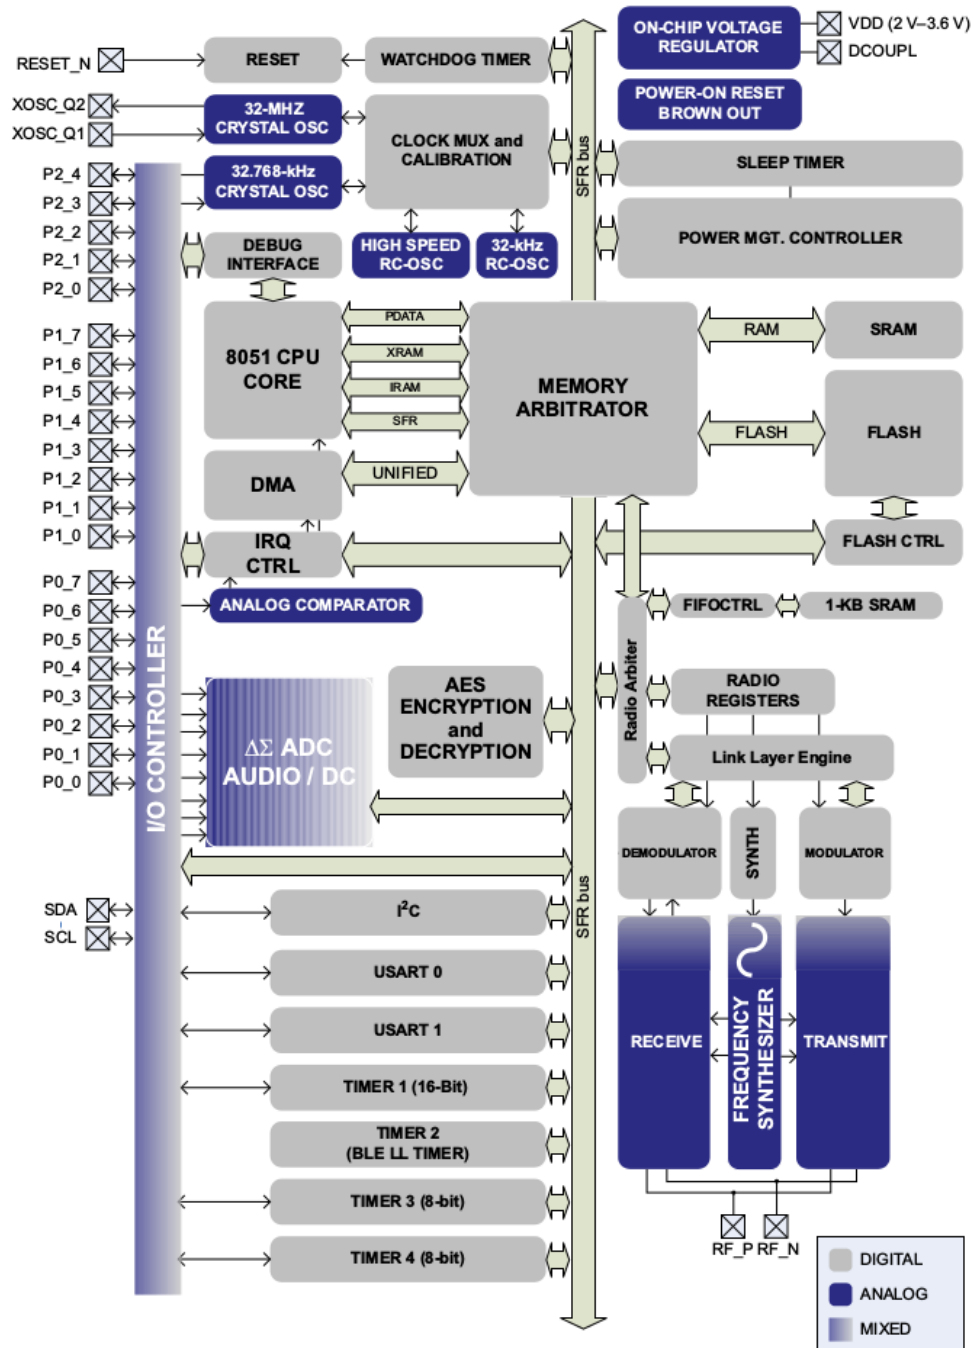 ON-CHIP VOLTAGE
REGULATOR
VDD (2 V–3.6 V)
DCOUPL
RESET_N
RESET
WATCHDOG TIMER
POWER-ON RESET
BROWN OUT
XOSC_Q2
XOSC_Q1
32-MHZ
CRYSTAL OSC
CLOCK MUX and
CALIBRATION
SFR bus
SLEEP TIMER
P2_4
P2_3
P2_2
P2_1
P2_0
32.768-kHz
CRYSTAL OSC
POWER MGT. CONTROLLER
DEBUG
INTERFACE
HIGH SPEED
RC-OSC
32-kHz
RC-OSC
P1_7
P1_6
P1_5
P1_4
P1_3
P1_2
P1_1
P1_0
8051 CPU
CORE
PDATA
XRAM
IRAM
SFR
MEMORY
ARBITRATOR
RAM
SRAM
FLASH
FLASH
DMA
UNIFIED
IRQ
CTRL
FLASH CTRL
P0_7
P0_6
P0_5
P0_4
P0_3
P0_2
P0_1
P0_0
ANALOG COMPARATOR
FIFOCTRL
1-KB SRAM
I/O CONTROLLER
ΔΣ ADC
AUDIO / DC
AES
ENCRYPTION
and
DECRYPTION
Radio Arbiter
RADIO
REGISTERS
Link Layer Engine
DEMODULATOR
SYNTH
MODULATOR
SDA
SCL
I²C
SFR bus
USART 0
USART 1
TIMER 1 (16-Bit)
TIMER 2
(BLE LL TIMER)
TIMER 3 (8-bit)
TIMER 4 (8-bit)
RECEIVE
FREQUENCY
SYNTHESIZER
TRANSMIT
RF_P
RF_N
DIGITAL
ANALOG
MIXED